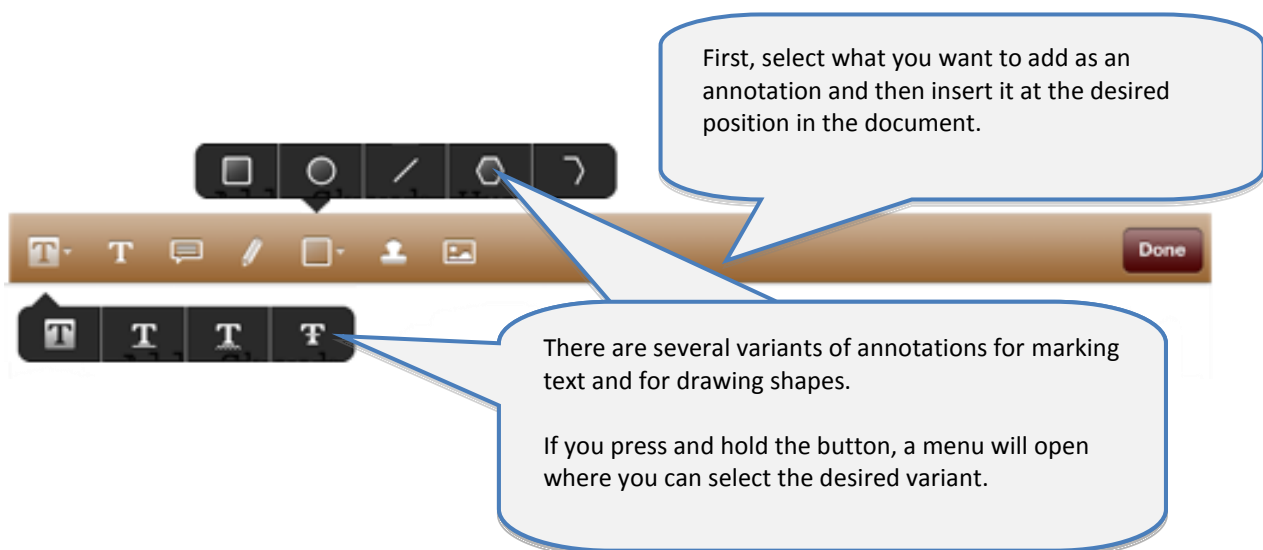 First, select what you want to add as an
annotation and then insert it at the desired
position in the document.
T
T
Done
T
T
T
T
There are several variants of annotations for marking
text and for drawing shapes.
If you press and hold the button, a menu will open
where you can select the desired variant.